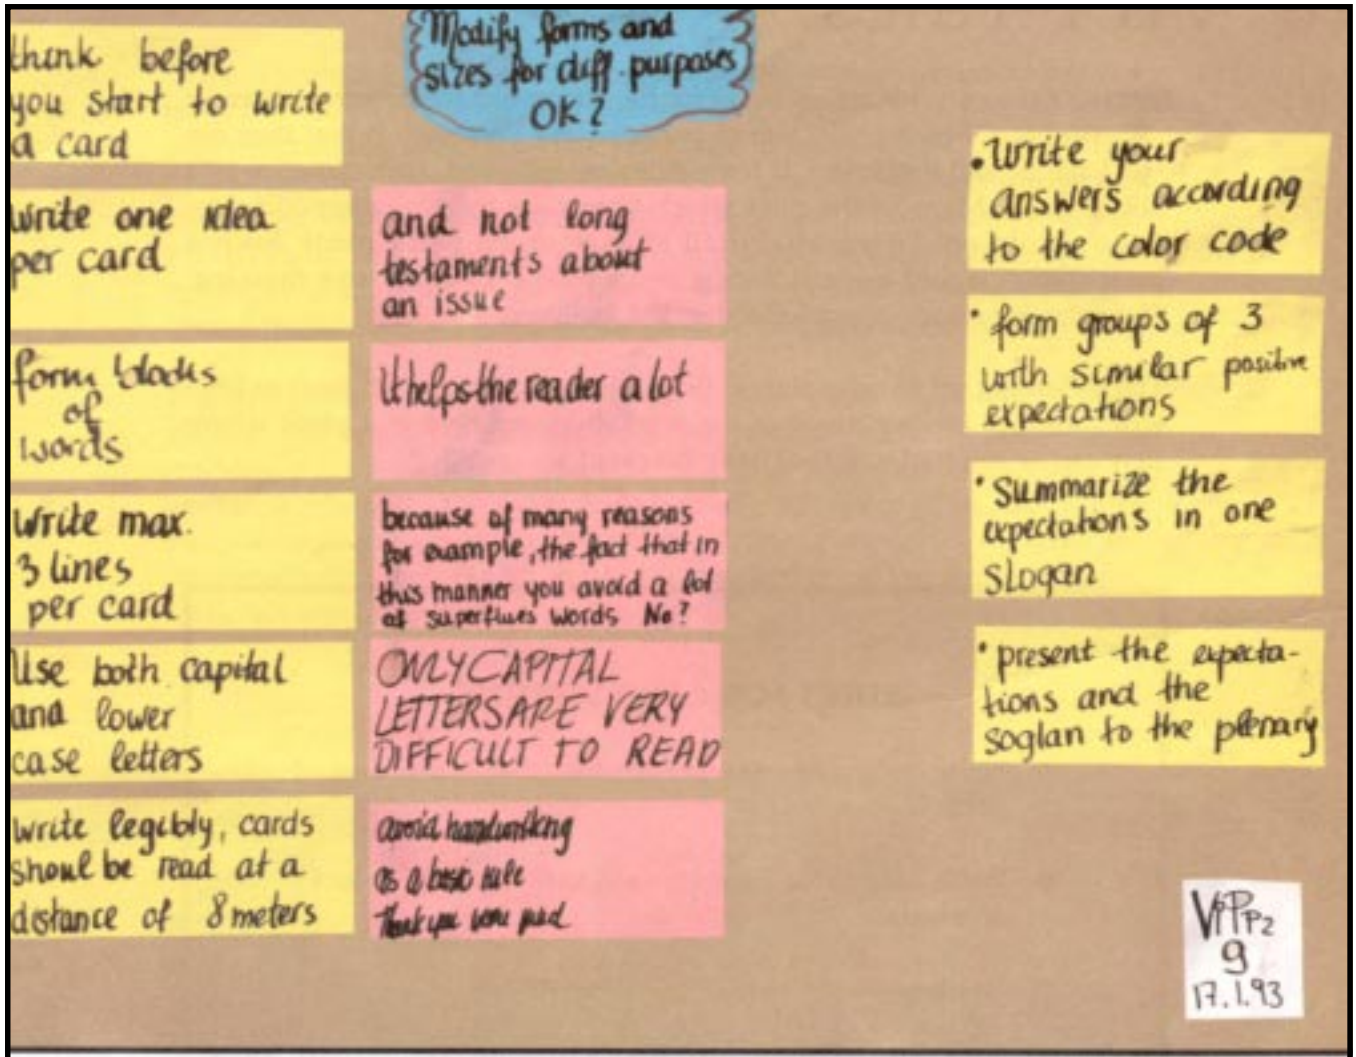 think before
you start to write
a card
Modify forms and
sizes for diff. purposes
OK?
write one idea
per card
and not long
testaments about
an issue
form blocks
of
words
It helps the reader a lot
Write max.
3 lines
per card
because of many reasons
for example, the fact that in
this manner you avoid a lot
of superflues words No?
Use both capital
and lower
case letters
ONLY CAPITAL
LETTERS ARE VERY
DIFFICULT TO READ
write legibly, cards
shoul be read at a
distance of 8 meters
avoid handwriting
as a basic rule
Thank you very much
• Write your
answers according
to the color code
• form groups of 3
with similar positive
expectations
• Summarize the
expectations in one
slogan
• present the expecta-
tions and the
soglan to the plenary
VIPP P2
9
17.1.93